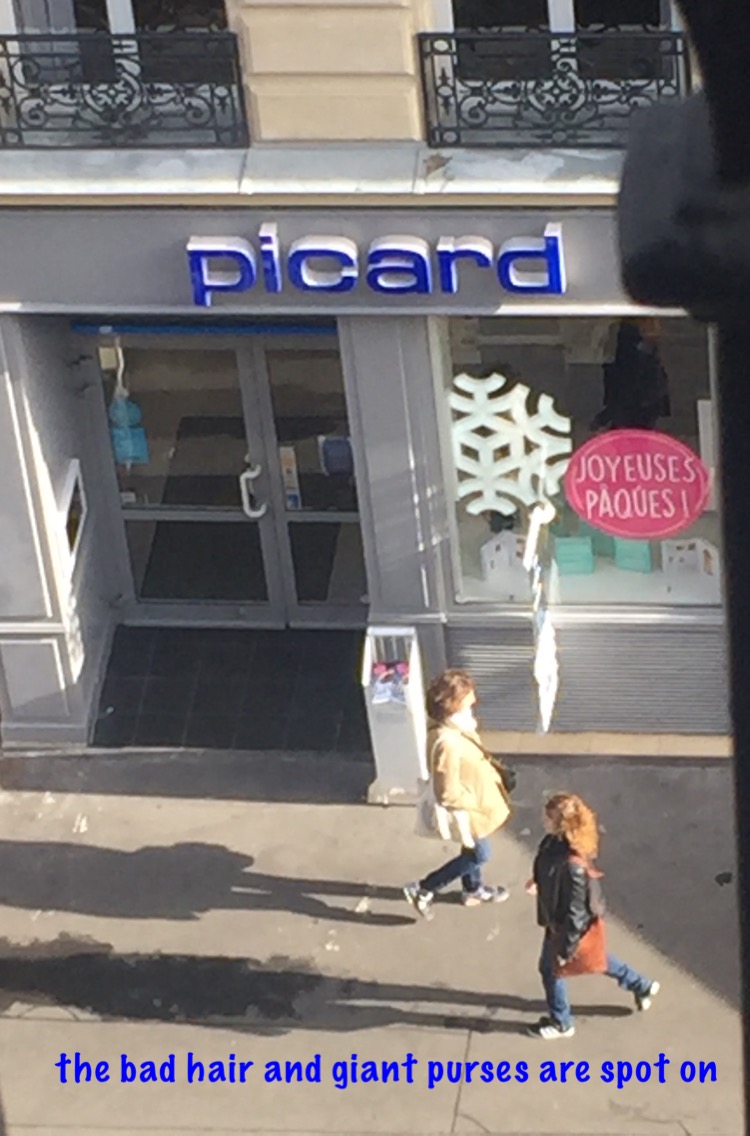 picard
JOYEUSES
PÂQUES !
the bad hair and giant purses are spot on